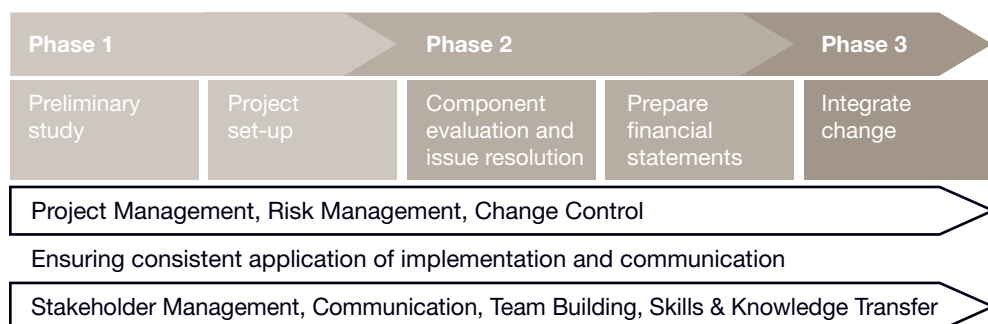 Phase 1
Phase 2
Phase 3
Preliminary
study
Project
set-up
Component
evaluation and
issue resolution
Prepare
financial
statements
Integrate
change
Project Management, Risk Management, Change Control
Ensuring consistent application of implementation and communication
Stakeholder Management, Communication, Team Building, Skills & Knowledge Transfer